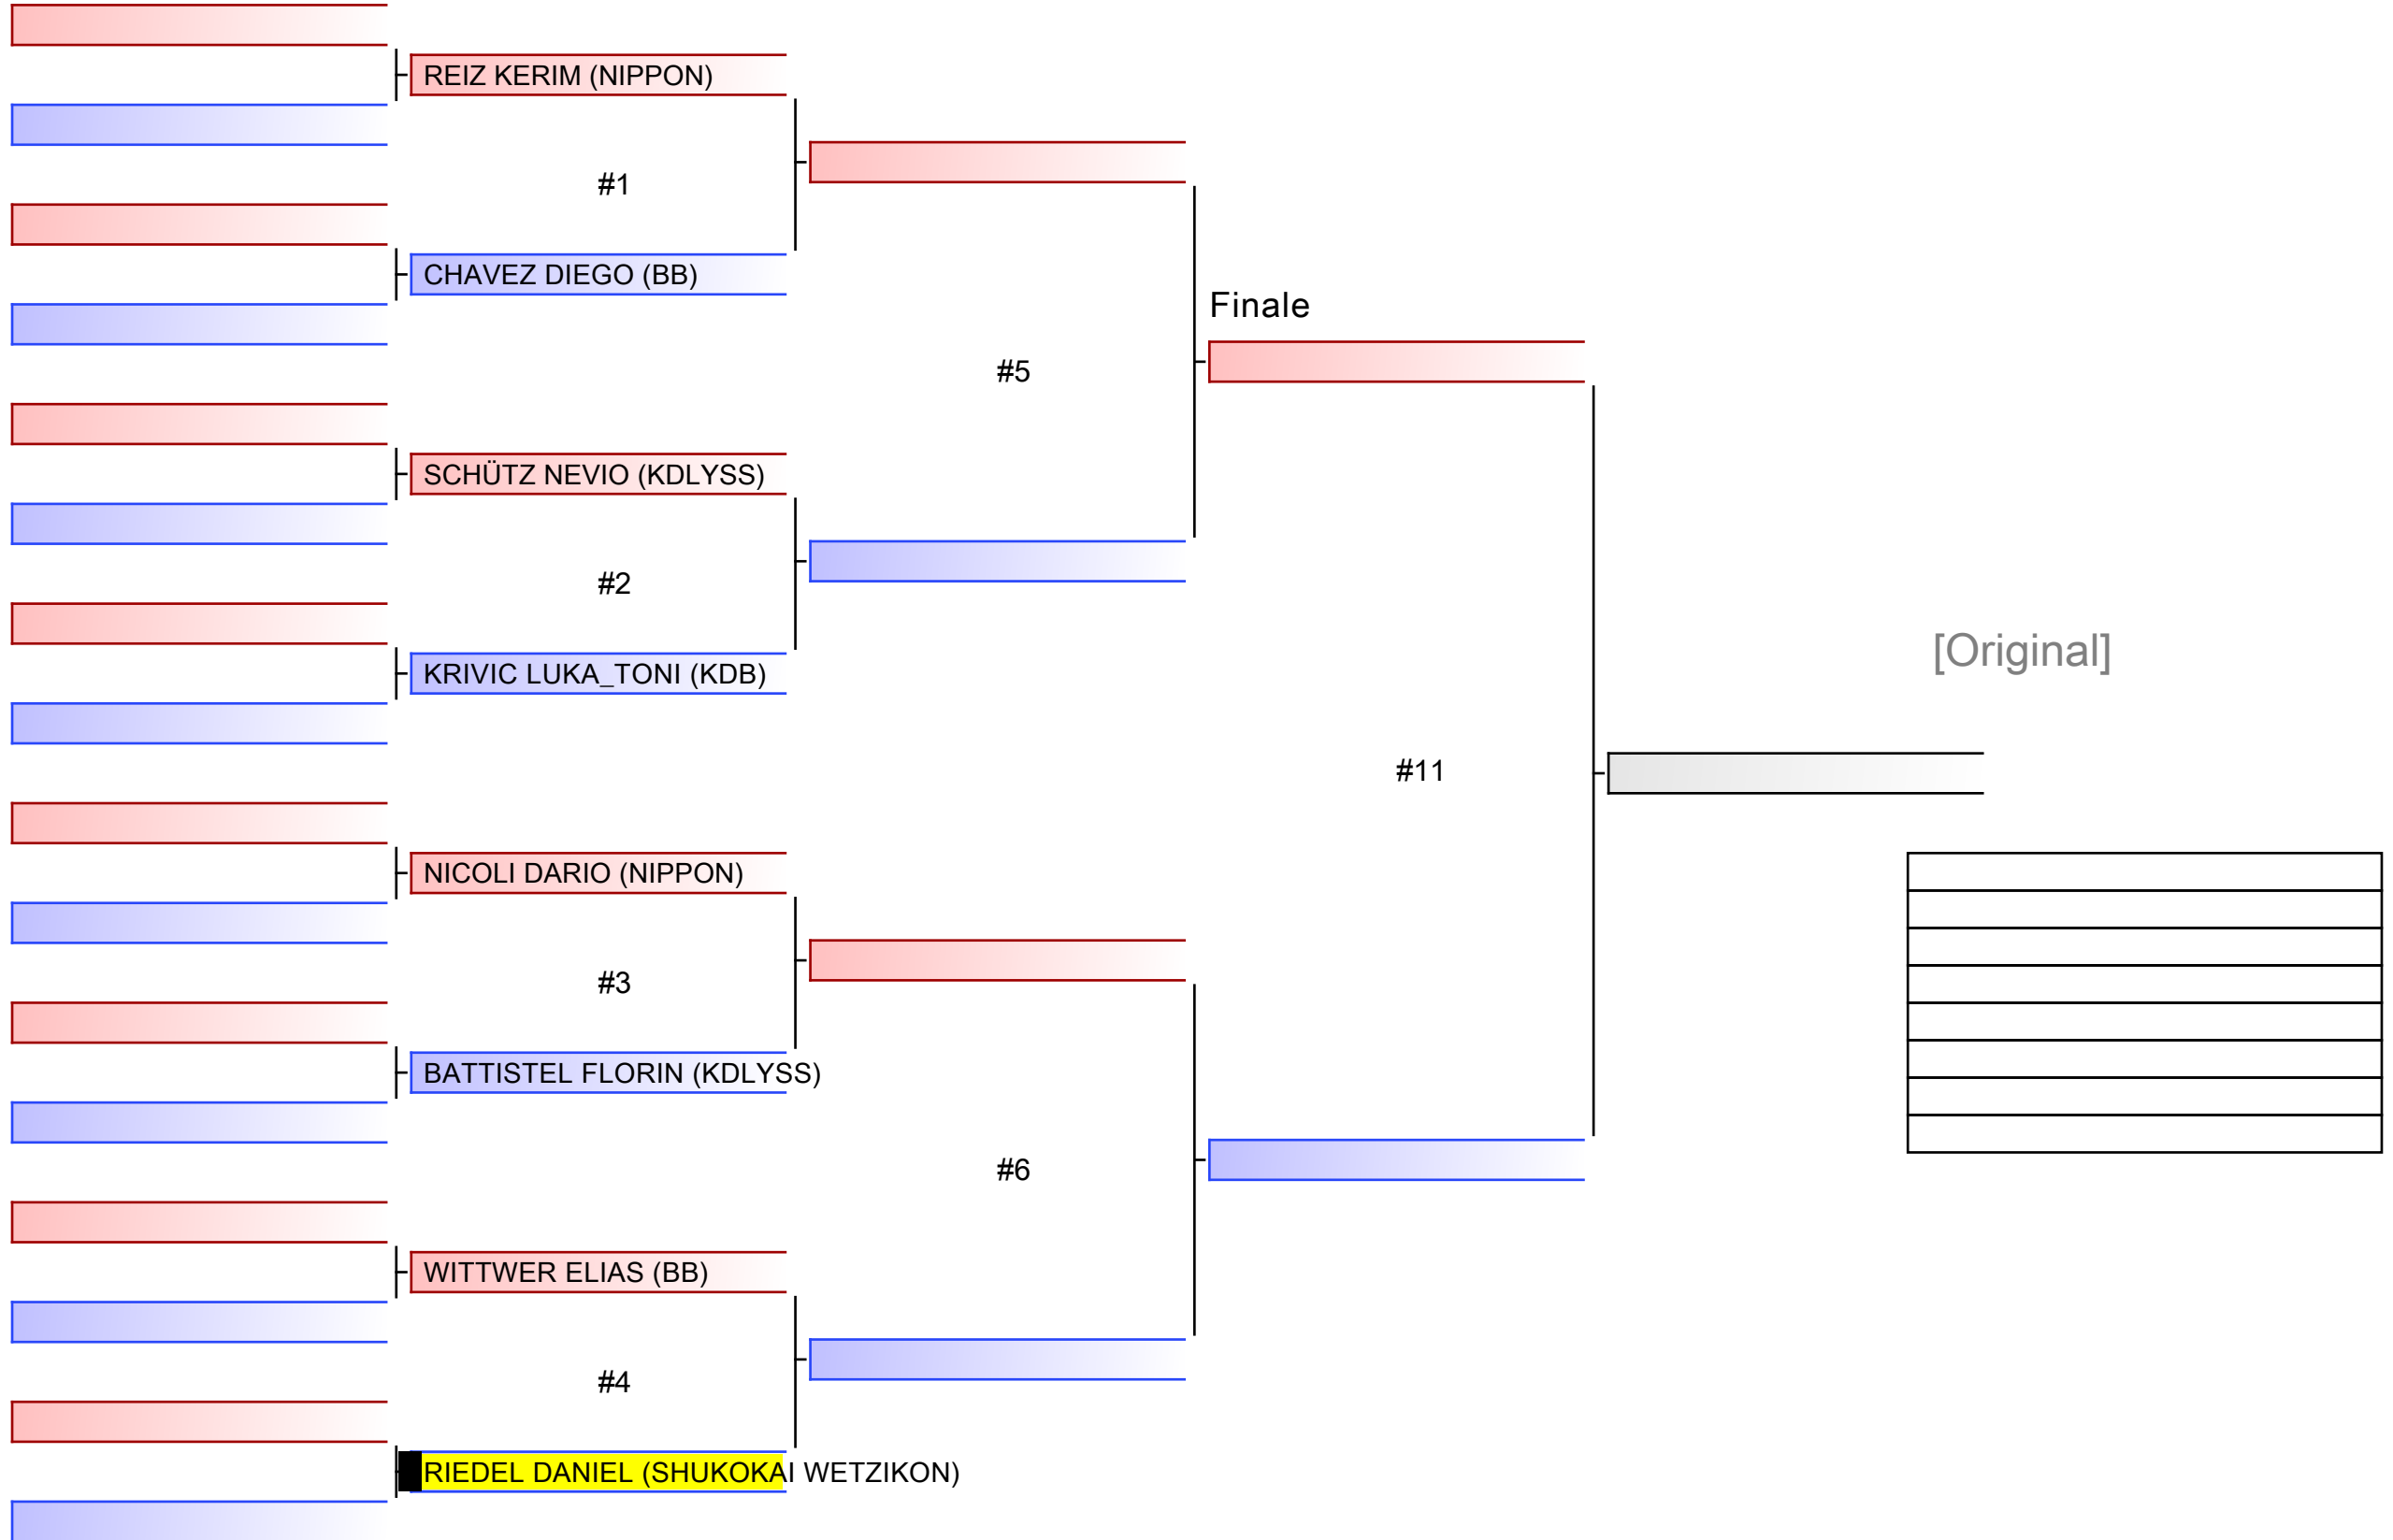 REIZ KERIM (NIPPON)
#1
CHAVEZ DIEGO (BB)
Finale
#5
SCHÜTZ NEVIO (KDLYSS)
#2
KRIVIC LUKA_TONI (KDB)
[Original]
#11
NICOLI DARIO (NIPPON)
#3
BATTISTEL FLORIN (KDLYSS)
#6
WITTWER ELIAS (BB)
#4
RIEDEL DANIEL (SHUKOKAI WETZIKON)